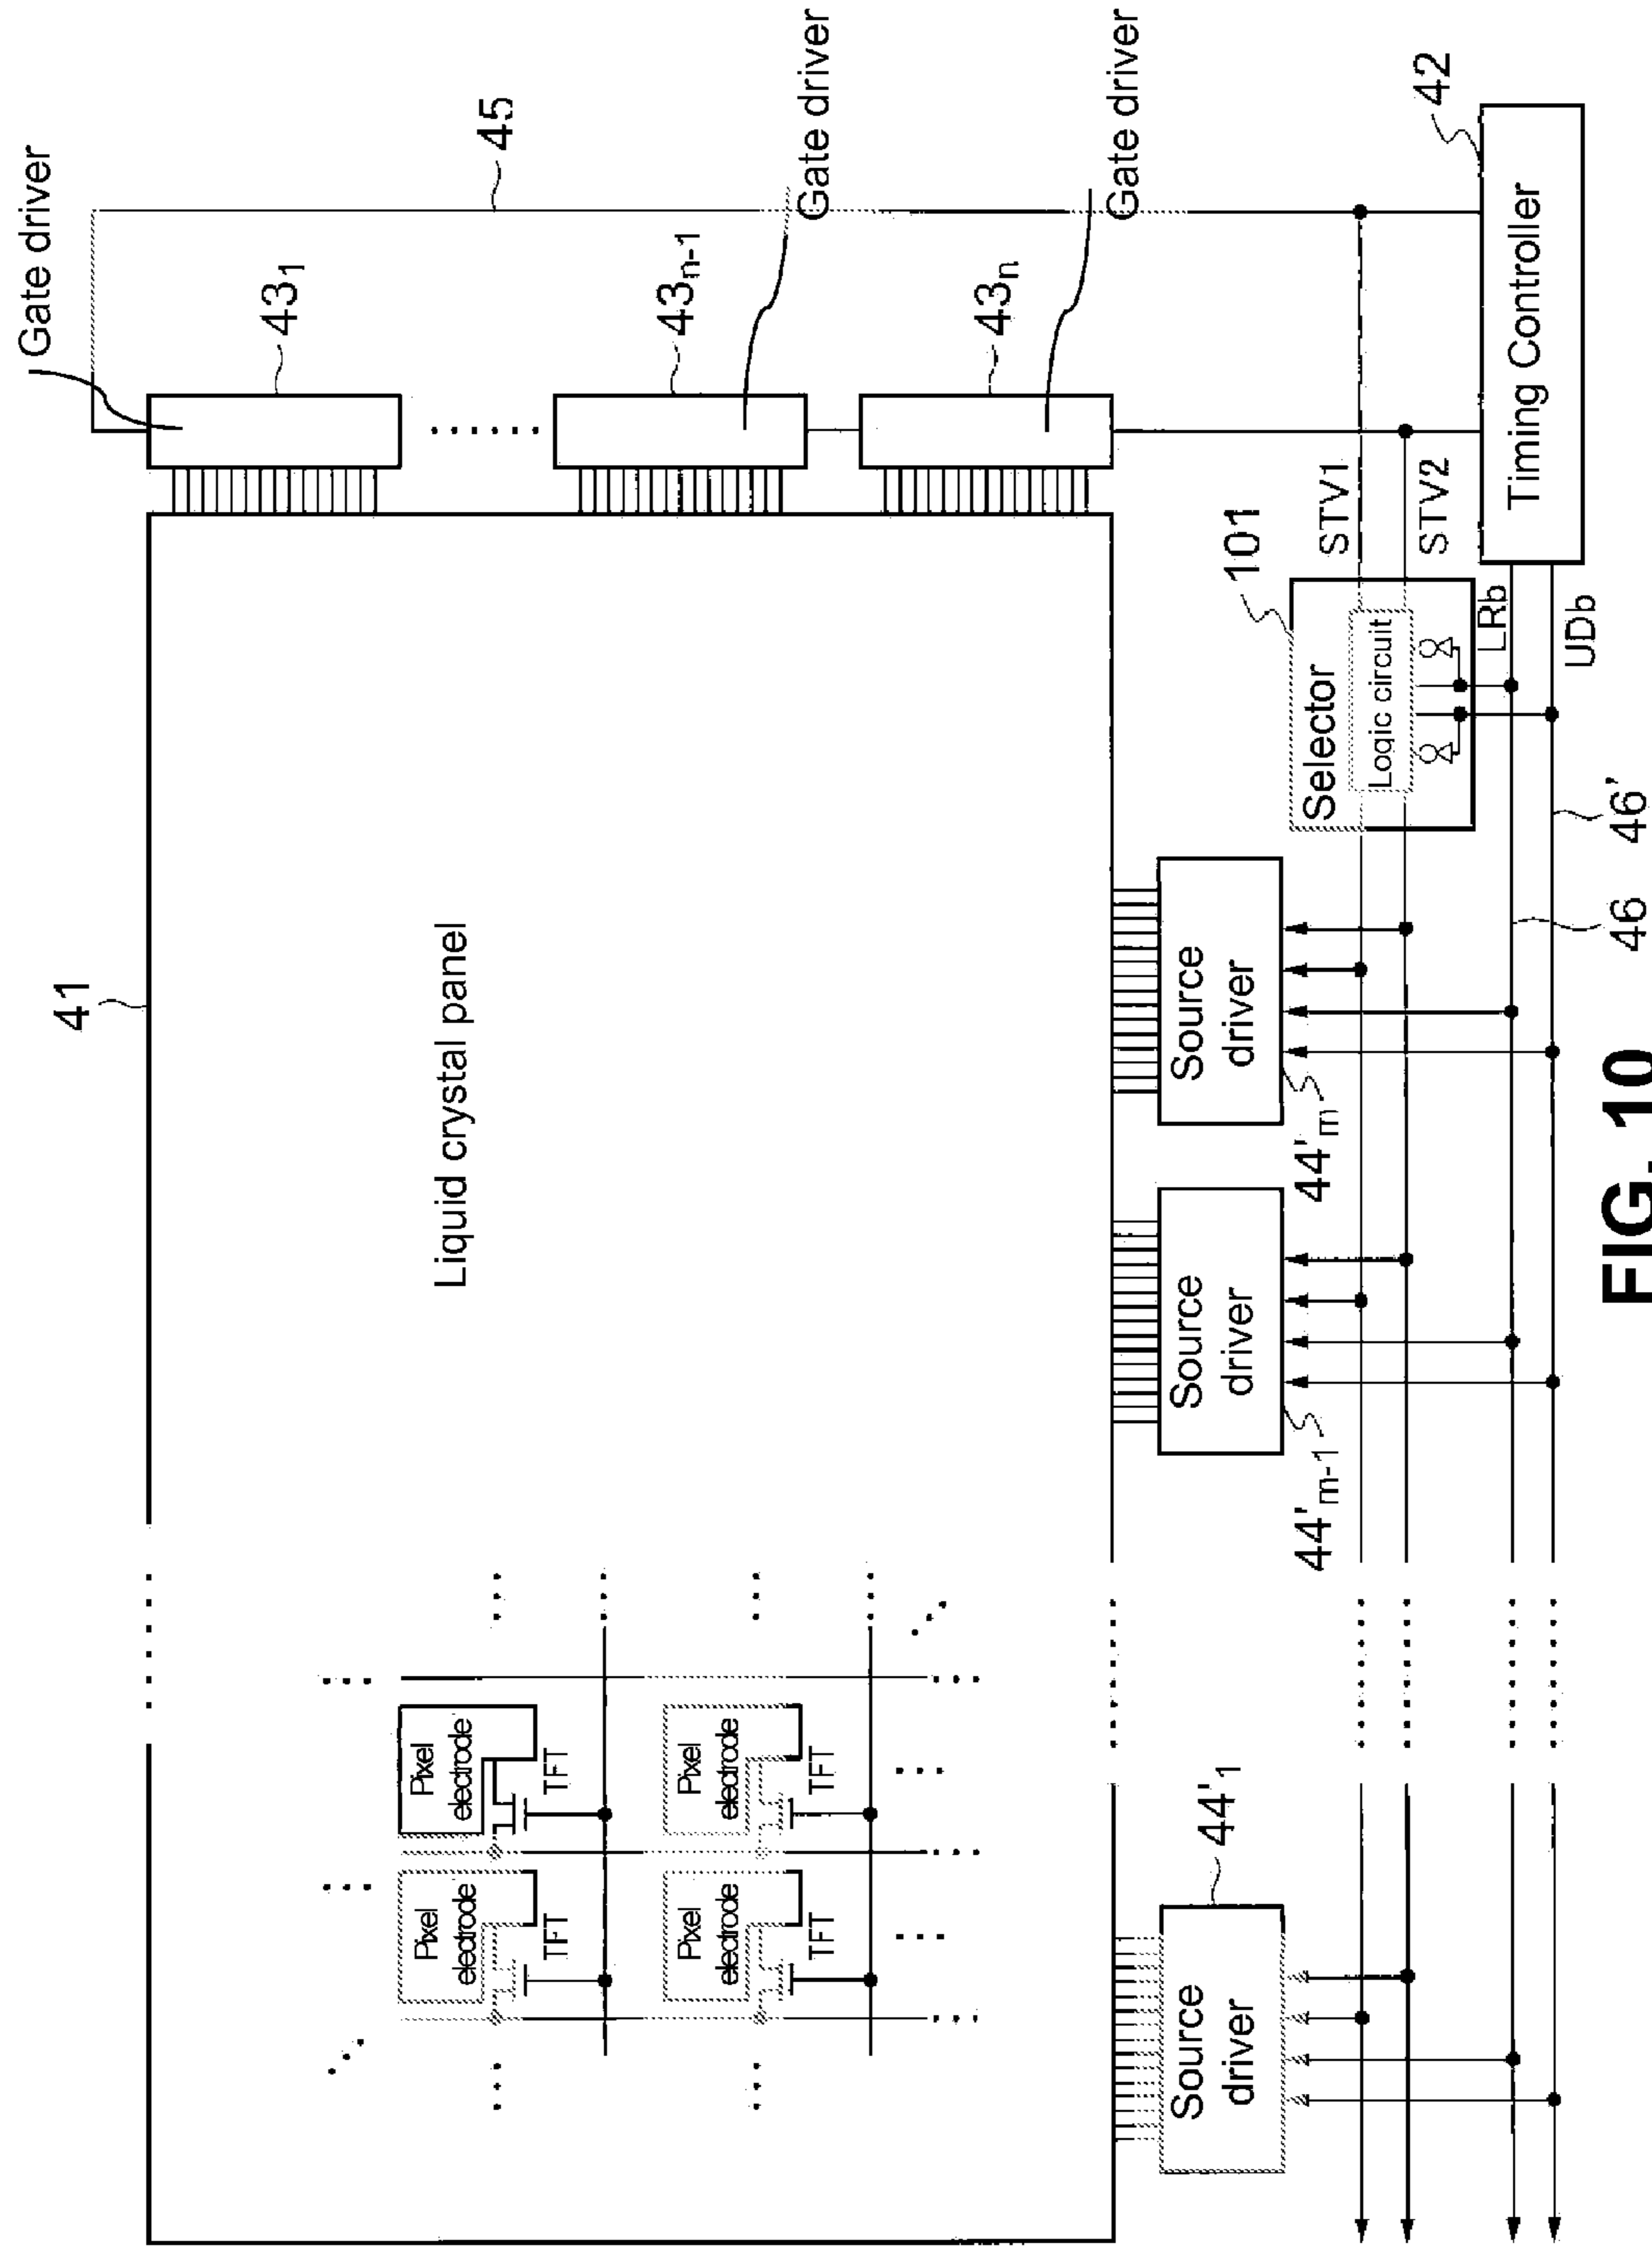 41
Liquid crystal panel
Pixel
electrode
TFT
Pixel
electrode
TFT
Pixel
electrode
TFT
Pixel
electrode
TFT
Gate driver
43₁
45
43ₙ₋₁
Gate driver
43ₙ
Gate driver
Source
driver
44'₁
Source
driver
44'ₘ₋₁
Source
driver
44'ₘ
101
Selector
Logic circuit
STV1
STV2
LRb
UDb
42
Timing Controller
46
46'
FIG. 10